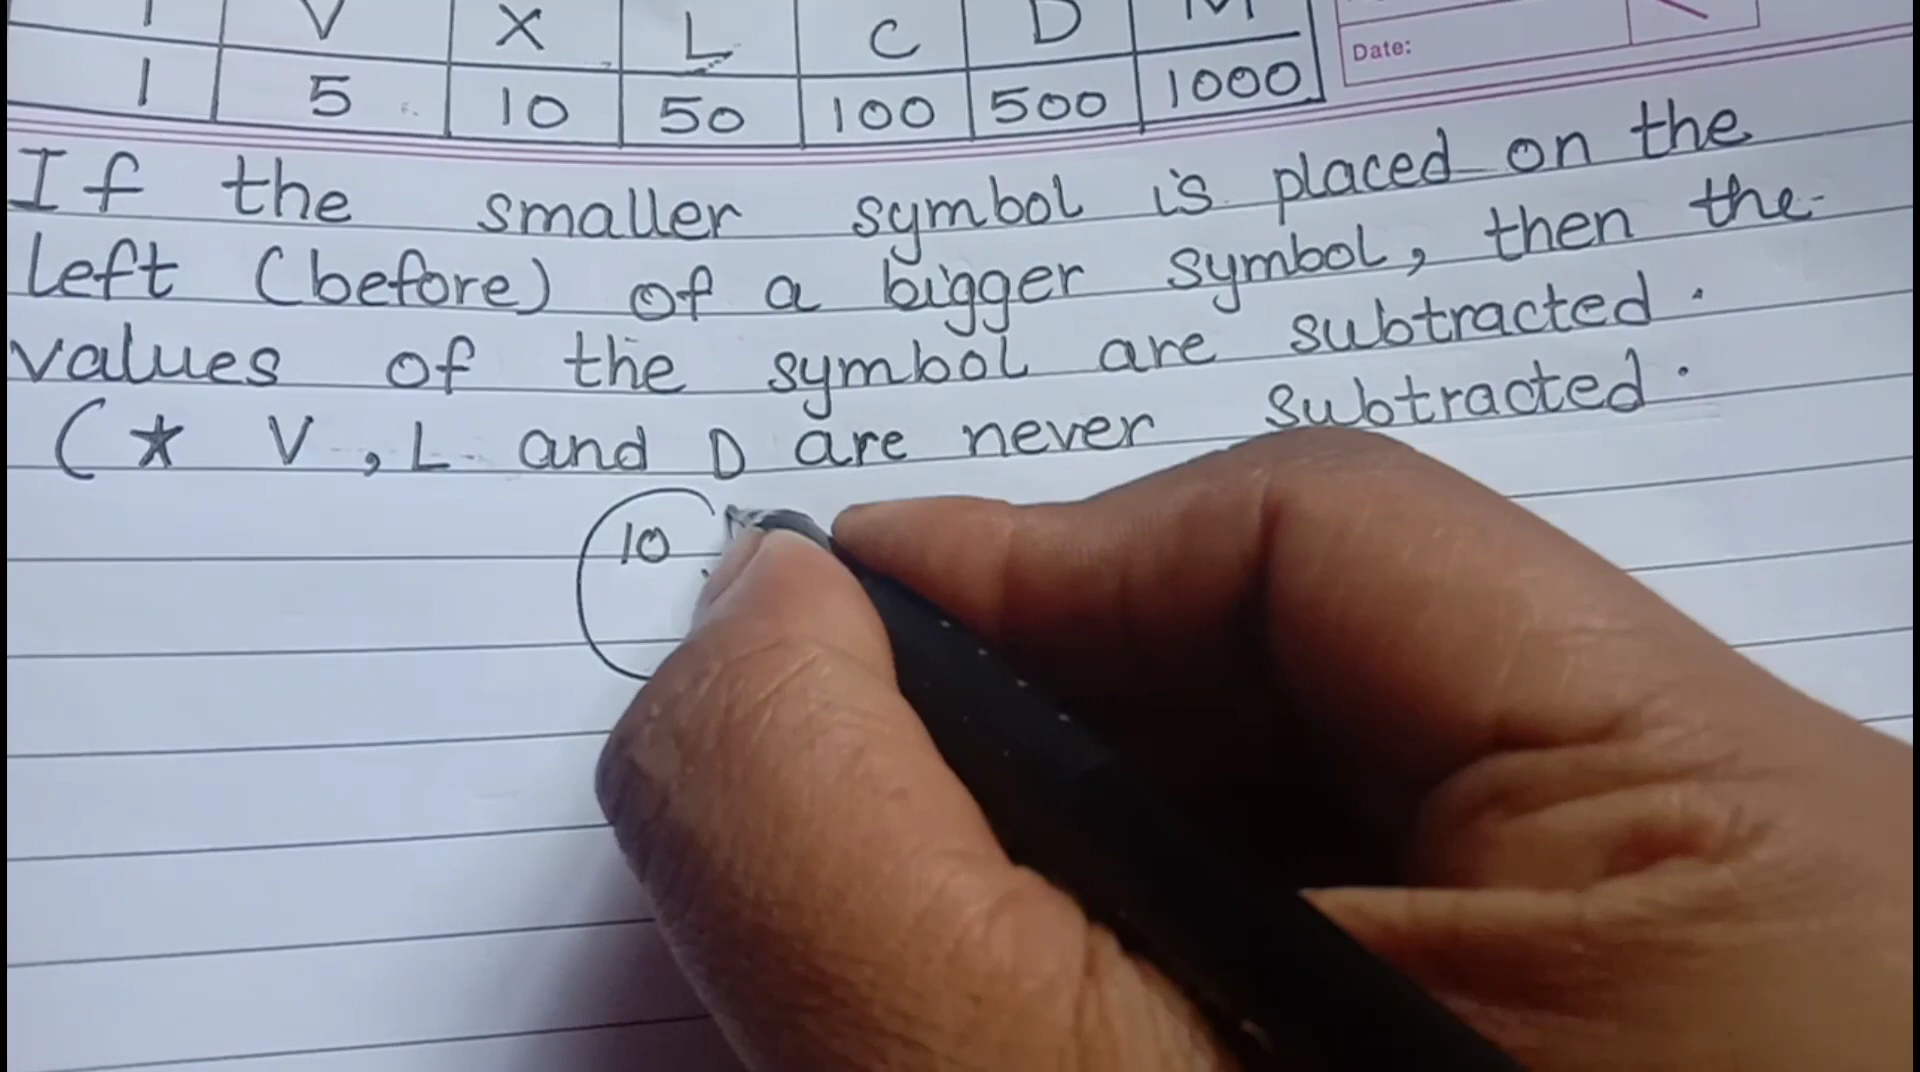 I V X L C D M
1 5 10 50 100 500 1000
Date:
If the smaller symbol is placed on the
left (before) of a bigger symbol, then the
values of the symbol are subtracted.
(* V, L and D are never subtracted.
10